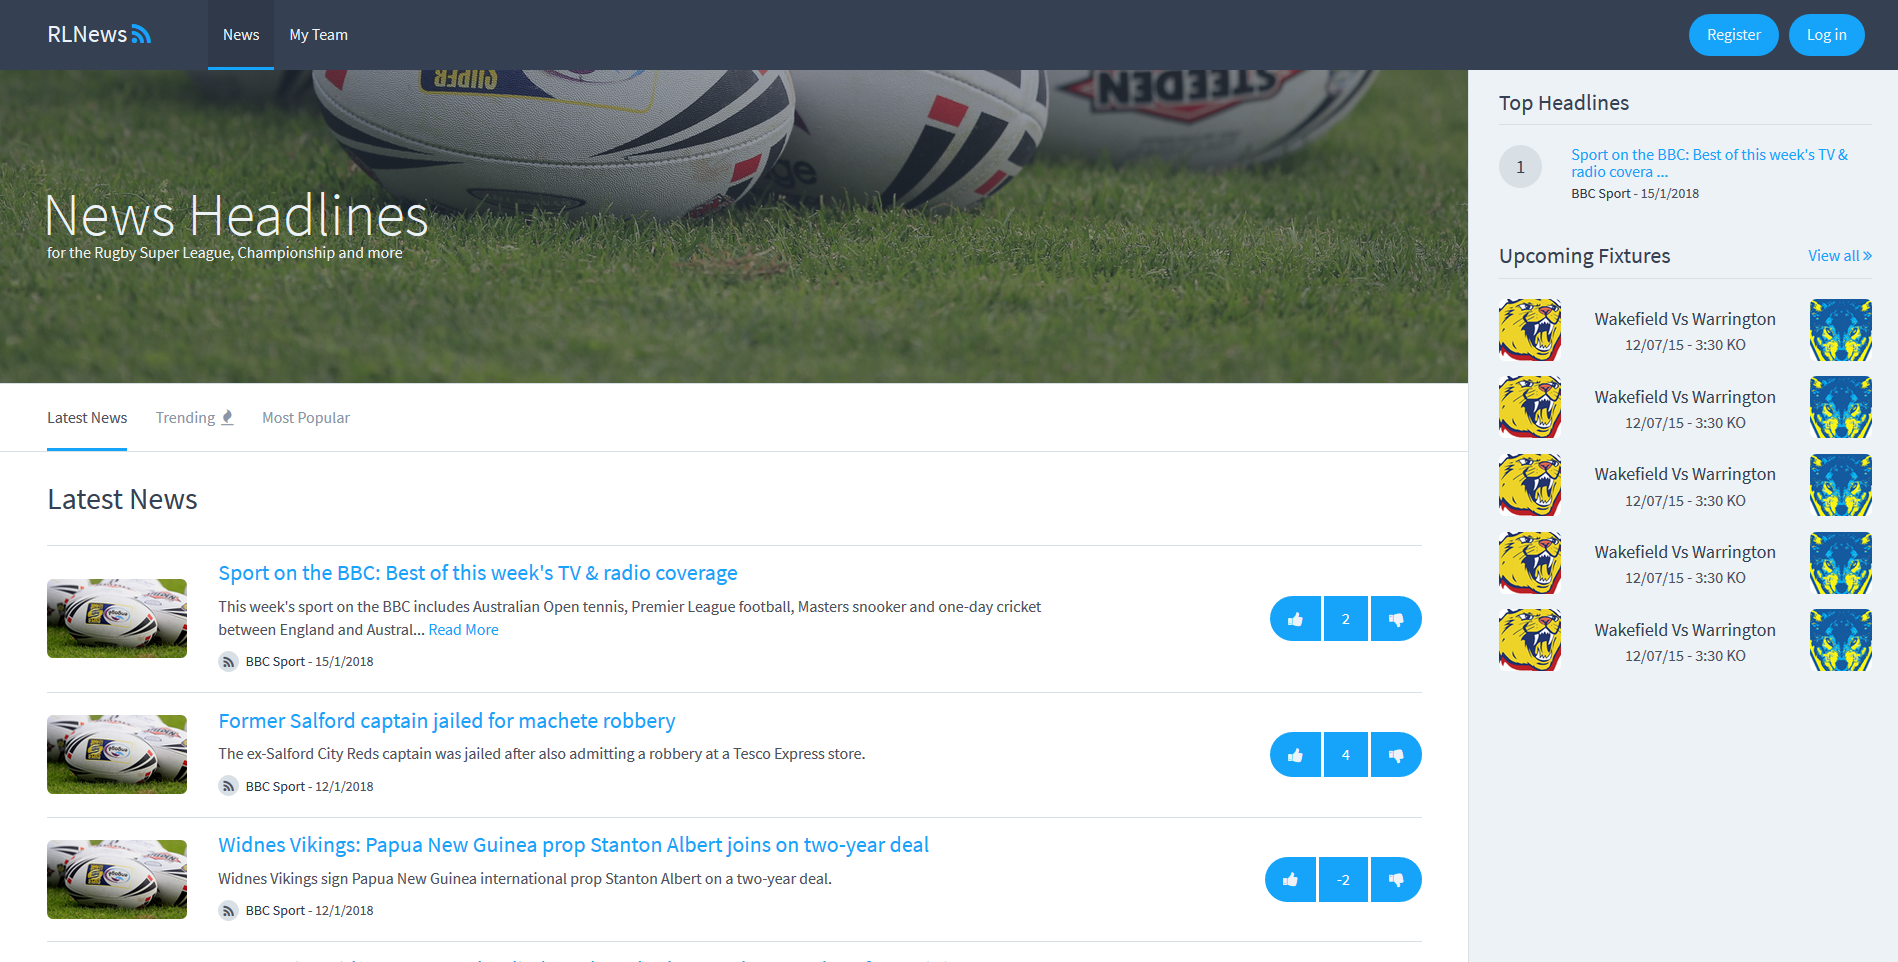 RLNews
News
My Team
Register
Log in
SUPER
STEEDEN
News Headlines
for the Rugby Super League, Championship and more
Latest News
Trending
Most Popular
Latest News
Sport on the BBC: Best of this week's TV & radio coverage
This week's sport on the BBC includes Australian Open tennis, Premier League football, Masters snooker and one-day cricket
between England and Austral... Read More
BBC Sport - 15/1/2018
2
Former Salford captain jailed for machete robbery
The ex-Salford City Reds captain was jailed after also admitting a robbery at a Tesco Express store.
BBC Sport - 12/1/2018
4
Widnes Vikings: Papua New Guinea prop Stanton Albert joins on two-year deal
Widnes Vikings sign Papua New Guinea international prop Stanton Albert on a two-year deal.
BBC Sport - 12/1/2018
-2
Top Headlines
1
Sport on the BBC: Best of this week's TV &
radio covera ...
BBC Sport - 15/1/2018
Upcoming Fixtures
View all
Wakefield Vs Warrington
12/07/15 - 3:30 KO
Wakefield Vs Warrington
12/07/15 - 3:30 KO
Wakefield Vs Warrington
12/07/15 - 3:30 KO
Wakefield Vs Warrington
12/07/15 - 3:30 KO
Wakefield Vs Warrington
12/07/15 - 3:30 KO